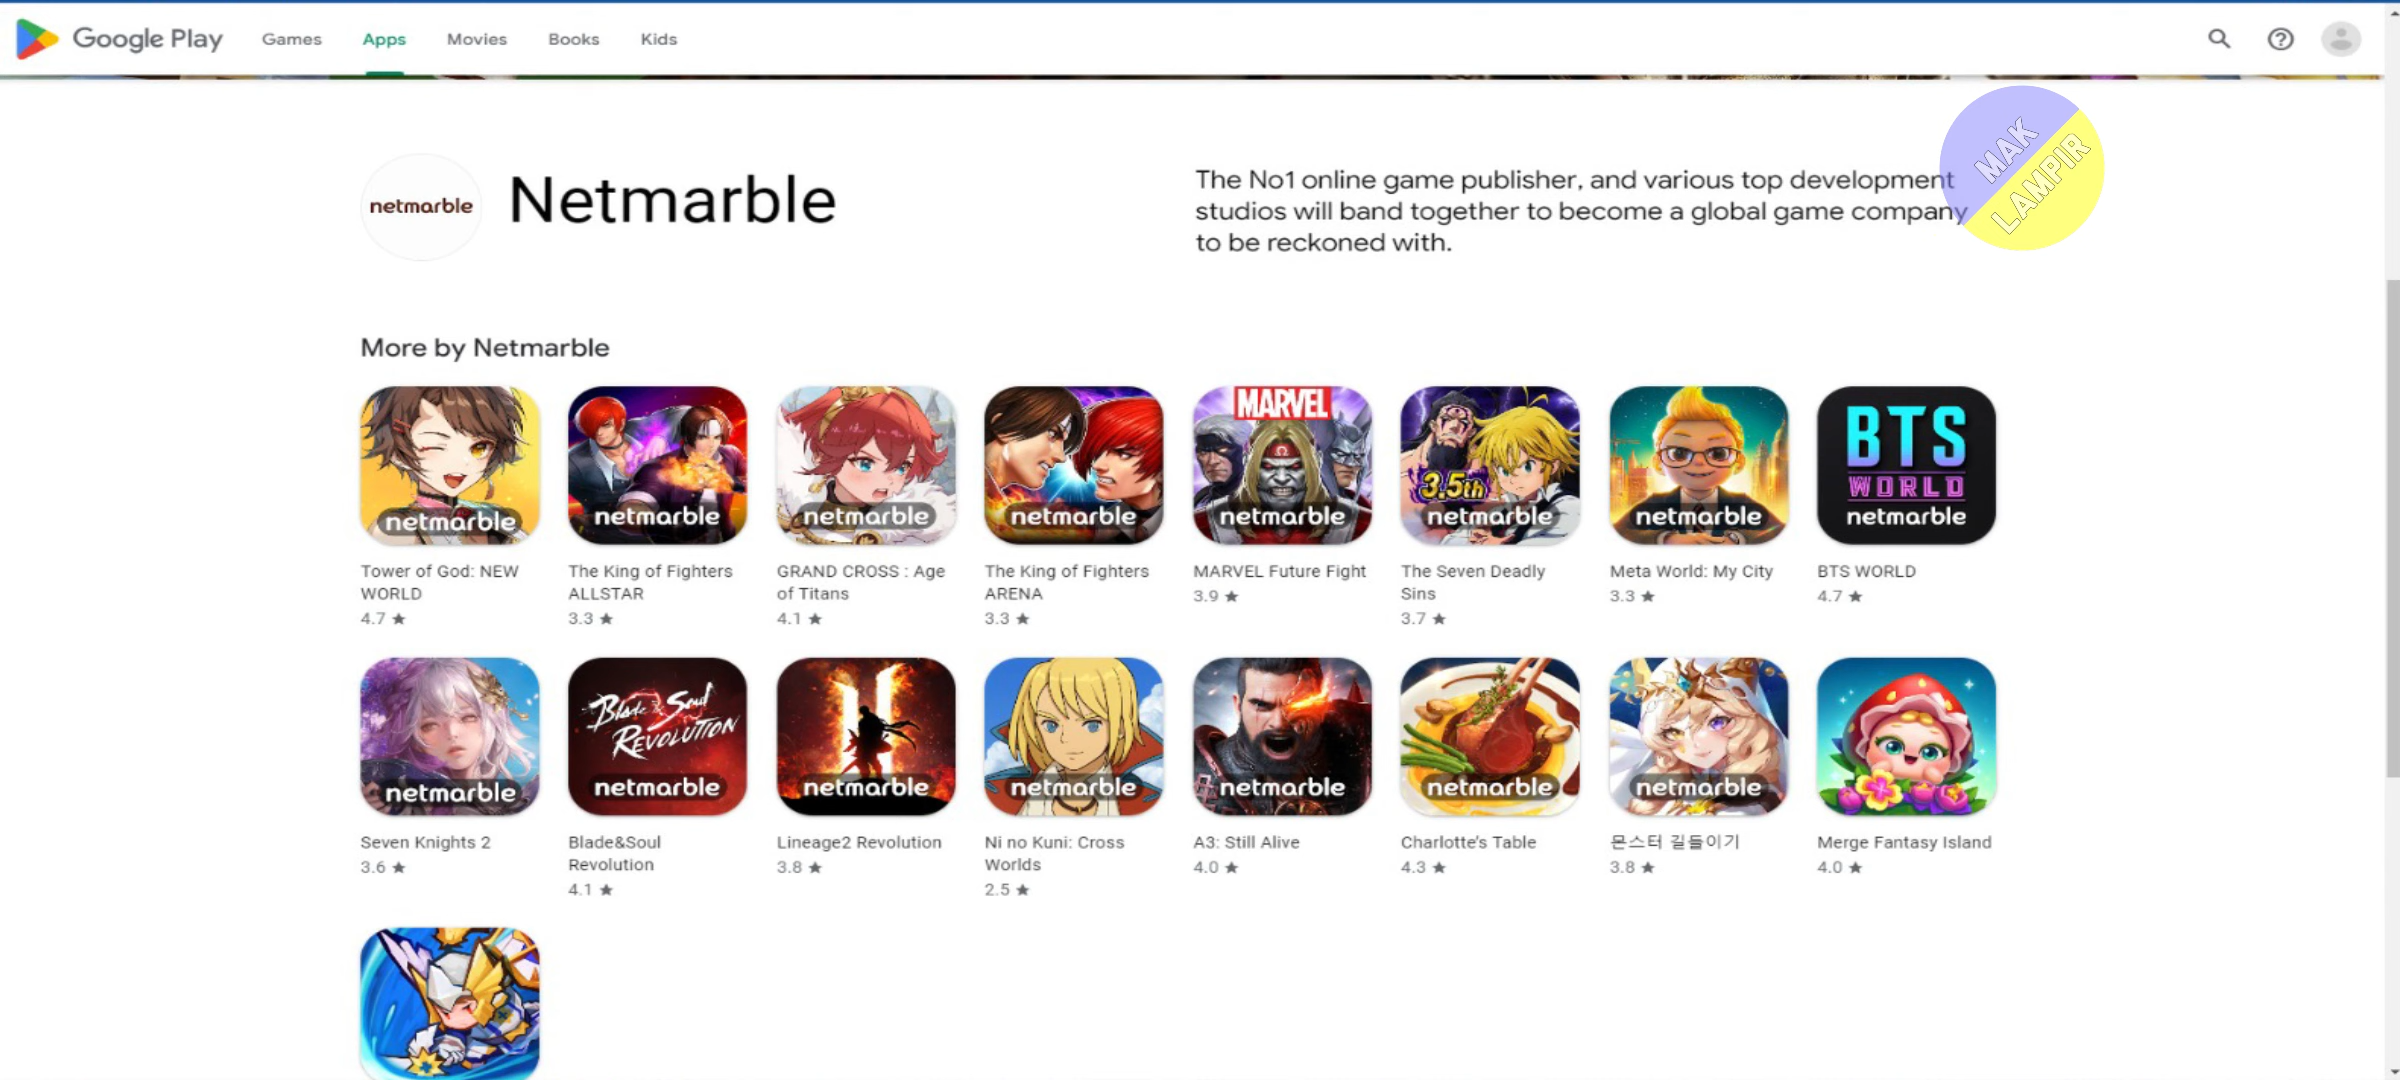 Google Play Games Apps Movies Books Kids
MAK
LAMPIR
netmarble
Netmarble
The No1 online game publisher, and various top development
studios will band together to become a global game company
to be reckoned with.
More by Netmarble
netmarble
netmarble
netmarble
netmarble
MARVEL
netmarble
3.5th
netmarble
netmarble
BTS
WORLD
netmarble
Tower of God: NEW
WORLD
4.7 ★
The King of Fighters
ALLSTAR
3.3 ★
GRAND CROSS : Age
of Titans
4.1 ★
The King of Fighters
ARENA
3.3 ★
MARVEL Future Fight
3.9 ★
The Seven Deadly
Sins
3.7 ★
Meta World: My City
3.3 ★
BTS WORLD
4.7 ★
netmarble
Blade & Soul
REVOLUTION
netmarble
netmarble
netmarble
netmarble
netmarble
netmarble
Seven Knights 2
3.6 ★
Blade&Soul
Revolution
4.1 ★
Lineage2 Revolution
3.8 ★
Ni no Kuni: Cross
Worlds
2.5 ★
A3: Still Alive
4.0 ★
Charlotte's Table
4.3 ★
몬스터 길들이기
3.8 ★
Merge Fantasy Island
4.0 ★